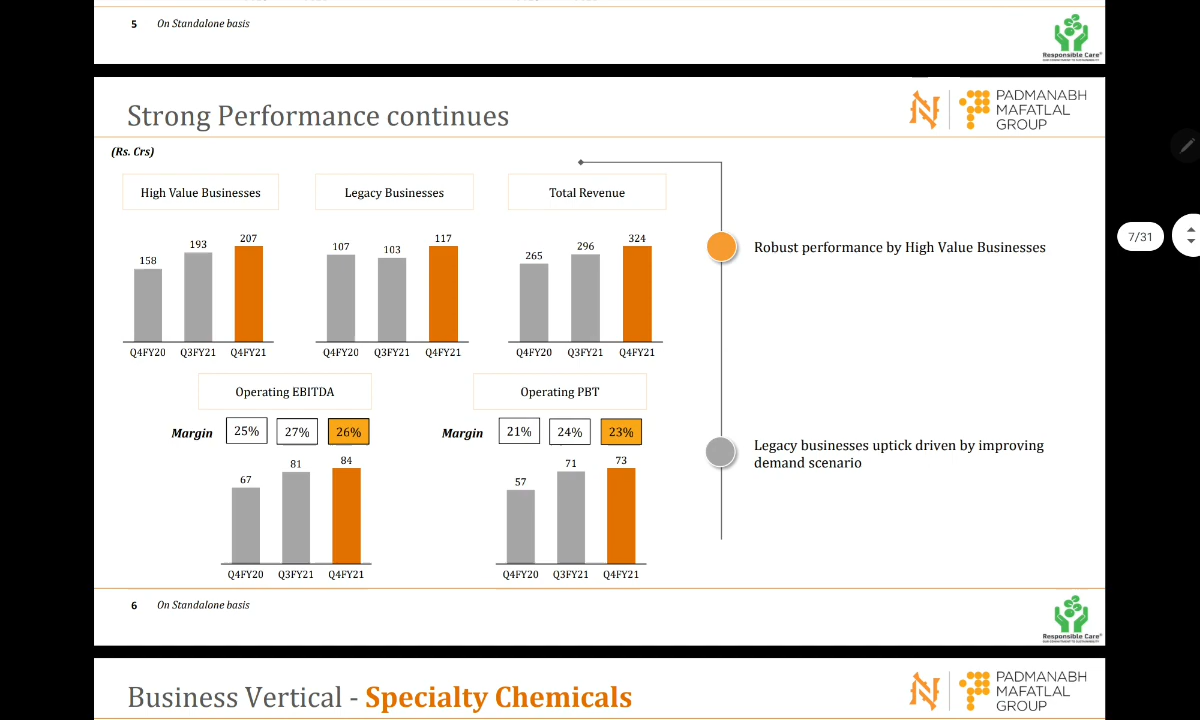 5 On Standalone basis
Responsible Care®
Strong Performance continues
PADMANABH
MAFATLAL
GROUP
(Rs. Crs)
High Value Businesses
Legacy Businesses
Total Revenue
158 193 207
Q4FY20 Q3FY21 Q4FY21
107 103 117
Q4FY20 Q3FY21 Q4FY21
265 296 324
Q4FY20 Q3FY21 Q4FY21
Robust performance by High Value Businesses
7/31
Operating EBITDA
Margin 25% 27% 26%
67 81 84
Q4FY20 Q3FY21 Q4FY21
Operating PBT
Margin 21% 24% 23%
57 71 73
Q4FY20 Q3FY21 Q4FY21
Legacy businesses uptick driven by improving
demand scenario
6 On Standalone basis
Responsible Care®
Business Vertical - Specialty Chemicals
PADMANABH
MAFATLAL
GROUP